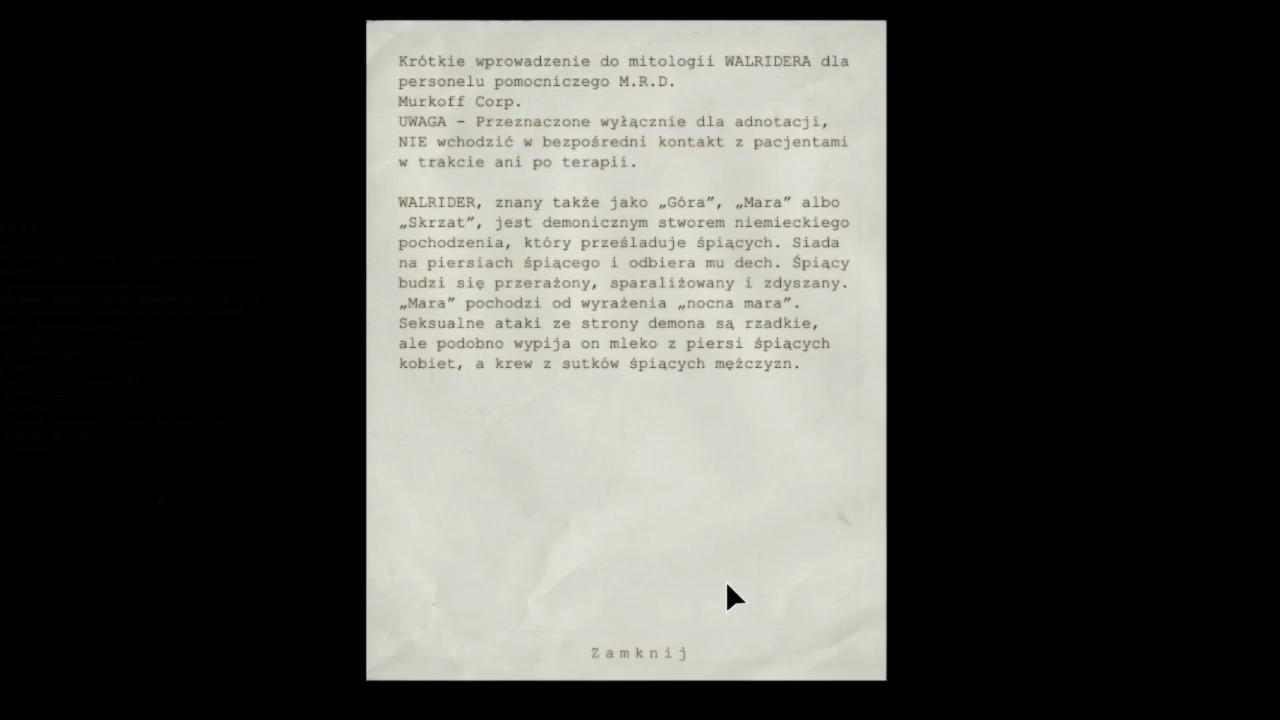 Krótkie wprowadzenie do mitologii WALRIDERA dla
personelu pomocniczego M.R.D.
Murkoff Corp.
UWAGA - Przeznaczone wyłącznie dla adnotacji,
NIE wchodzić w bezpośredni kontakt z pacjentami
w trakcie ani po terapii.
WALRIDER, znany także jako „Góra”, „Mara” albo
„Skrzat”, jest demonicznym stworem niemieckiego
pochodzenia, który prześladuje śpiących. Siada
na piersiach śpiącego i odbiera mu dech. Śpiący
budzi się przerażony, sparaliżowany i zdyszany.
„Mara” pochodzi od wyrażenia „nocna mara”.
Seksualne ataki ze strony demona są rzadkie,
ale podobno wypija on mleko z piersi śpiących
kobiet, a krew z sutków śpiących mężczyzn.
Zamknij